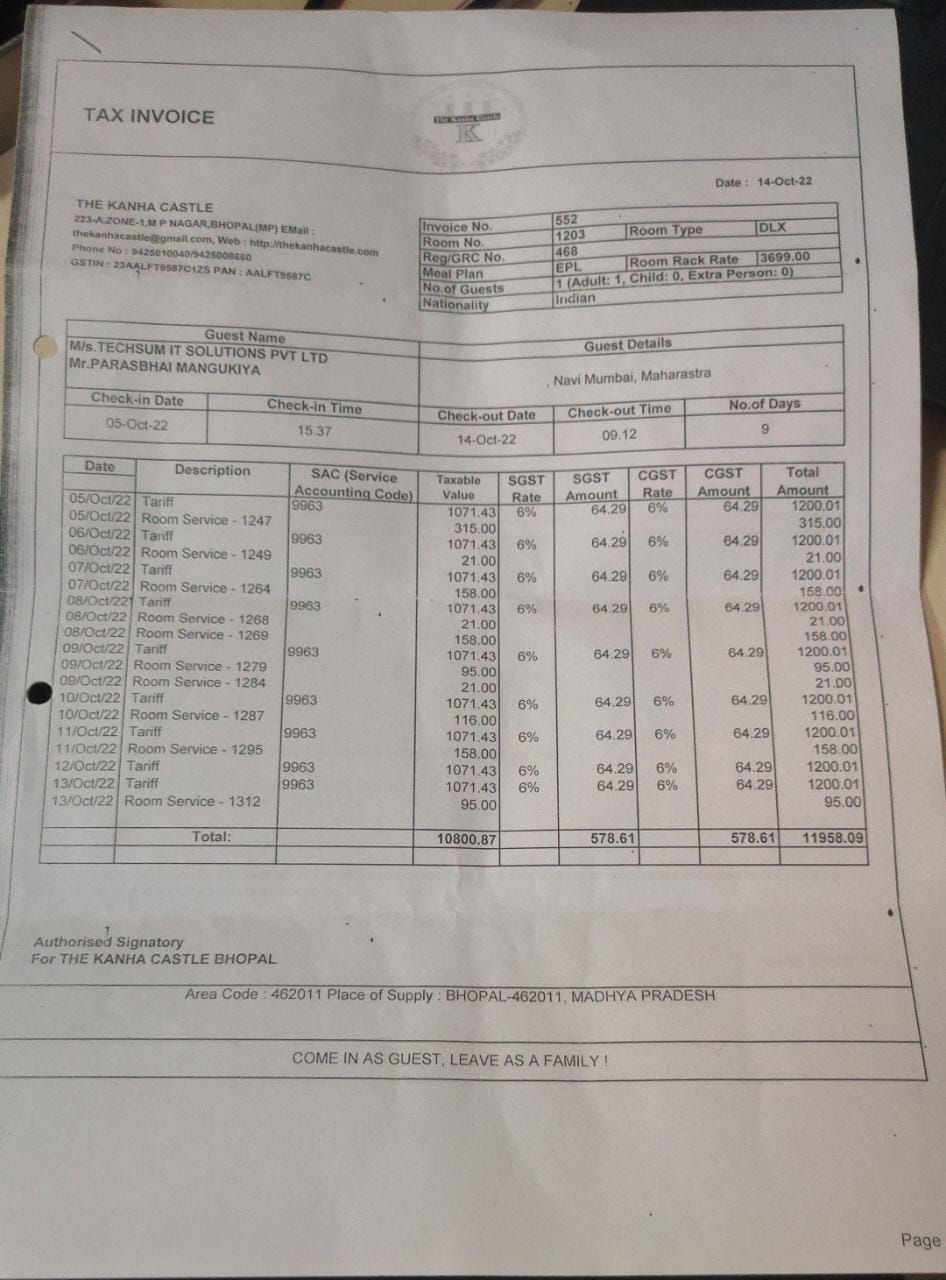 TAX INVOICE
The Kanha Castle
K
Date : 14-Oct-22
THE KANHA CASTLE
223-A,ZONE-1,M P NAGAR,BHOPAL(MP) EMail :
thekanhacastle@gmail.com, Web : http://thekanhacastle.com
Phone No : 9425010040/9425008660
GSTIN : 23AALFT9587C1ZS PAN : AALFT9587C
Invoice No. 552
Room No. 1203 Room Type DLX
Reg/GRC No. 468
Meal Plan EPL Room Rack Rate 3699.00
No.of Guests 1 (Adult: 1, Child: 0, Extra Person: 0)
Nationality Indian
Guest Name Guest Details
M/s.TECHSUM IT SOLUTIONS PVT LTD
Mr.PARASBHAI MANGUKIYA
, Navi Mumbai, Maharastra
Check-in Date Check-in Time Check-out Date Check-out Time No.of Days
05-Oct-22 15.37 14-Oct-22 09.12 9
Date Description SAC (Service Taxable SGST SGST CGST CGST Total
Accounting Code) Value Rate Amount Rate Amount Amount
05/Oct/22 Tariff 9963 1071.43 6% 64.29 6% 64.29 1200.01
05/Oct/22 Room Service - 1247 315.00 315.00
06/Oct/22 Tariff 9963 1071.43 6% 64.29 6% 64.29 1200.01
06/Oct/22 Room Service - 1249 21.00 21.00
07/Oct/22 Tariff 9963 1071.43 6% 64.29 6% 64.29 1200.01
07/Oct/22 Room Service - 1264 158.00 158.00
08/Oct/22 Tariff 9963 1071.43 6% 64.29 6% 64.29 1200.01
08/Oct/22 Room Service - 1268 21.00 21.00
08/Oct/22 Room Service - 1269 158.00 158.00
09/Oct/22 Tariff 9963 1071.43 6% 64.29 6% 64.29 1200.01
09/Oct/22 Room Service - 1279 95.00 95.00
09/Oct/22 Room Service - 1284 21.00 21.00
10/Oct/22 Tariff 9963 1071.43 6% 64.29 6% 64.29 1200.01
10/Oct/22 Room Service - 1287 116.00 116.00
11/Oct/22 Tariff 9963 1071.43 6% 64.29 6% 64.29 1200.01
11/Oct/22 Room Service - 1295 158.00 158.00
12/Oct/22 Tariff 9963 1071.43 6% 64.29 6% 64.29 1200.01
13/Oct/22 Tariff 9963 1071.43 6% 64.29 6% 64.29 1200.01
13/Oct/22 Room Service - 1312 95.00 95.00
Total: 10800.87 578.61 578.61 11958.09
Authorised Signatory
For THE KANHA CASTLE BHOPAL
Area Code : 462011 Place of Supply : BHOPAL-462011, MADHYA PRADESH
COME IN AS GUEST, LEAVE AS A FAMILY !
Page